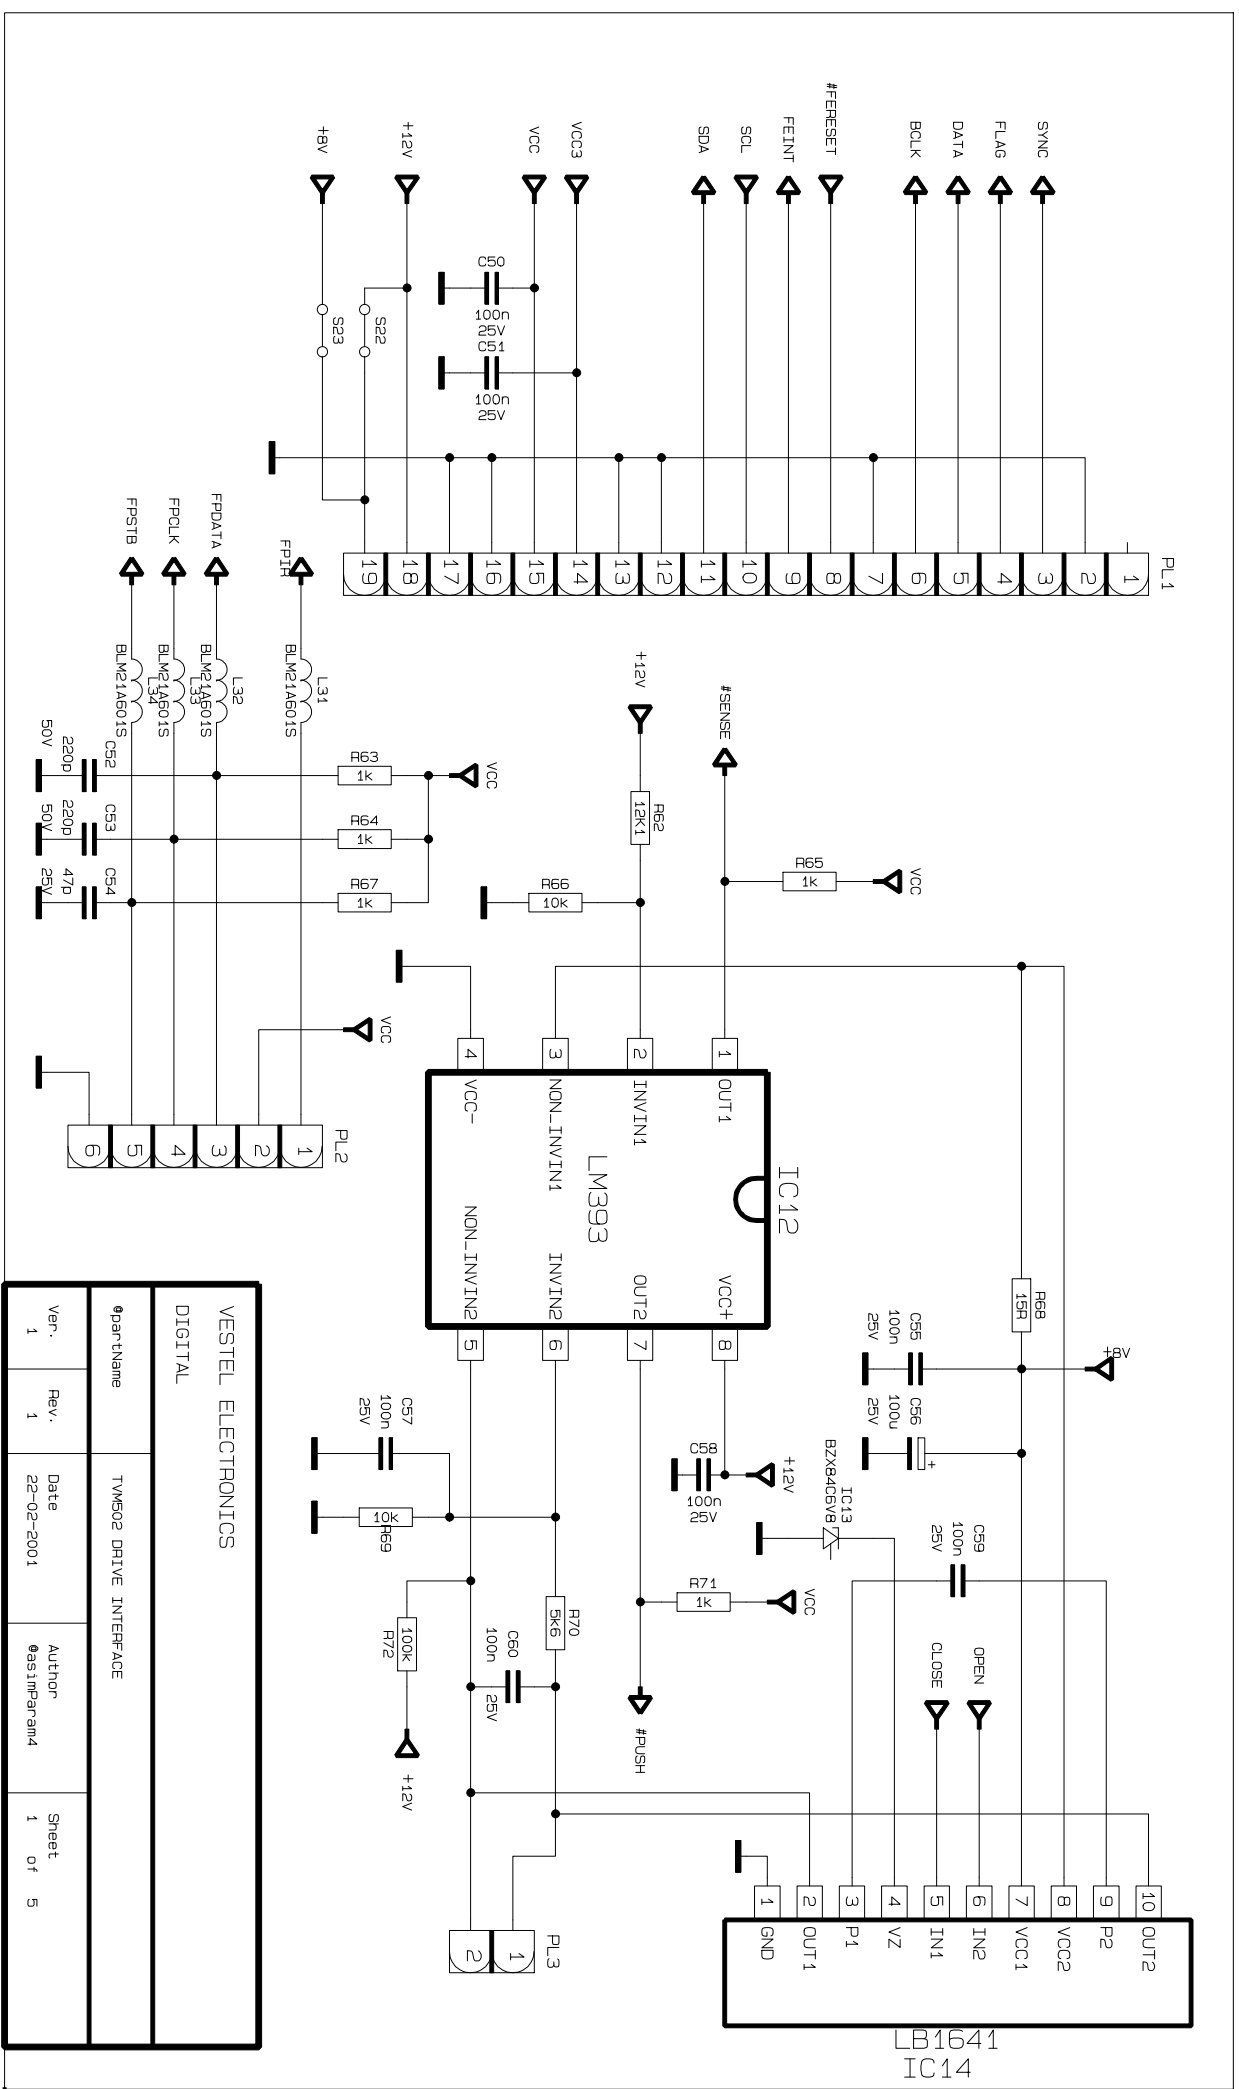 SYNC
FLAG
DATA
BCLK
#FERESET
FEINT
SCL
SDA
VCC3
VCC
+12V
+8V
C50
100n
25V
C51
100n
25V
S22
S23
PL1
1
2
3
4
5
6
7
8
9
10
11
12
13
14
15
16
17
18
19
FPIR
FPDATA
FPCLK
FPSTB
L31
BLM21A601S
L32
BLM21A601S
L33
BLM21A601S
L34
BLM21A601S
C52
220p
50V
C53
220p
50V
C54
47p
25V
R63
1k
R64
1k
R67
1k
VCC
VCC
PL2
1
2
3
4
5
6
#SENSE
+12V
R62
12K1
R65
1k
VCC
R66
10k
IC12
LM393
1
OUT1
2
INVIN1
3
NON_INVIN1
4
VCC-
VCC+
8
OUT2
7
INVIN2
6
NON_INVIN2
5
R68
15R
+8V
C55
100n
25V
C56
100u
25V
+
C57
100n
25V
10K
R69
C58
100n
25V
+12V
IC13
BZX84C6V8
C59
100n
25V
R71
1k
VCC
R70
5K6
100k
R72
C60
100n
25V
+12V
#PUSH
OPEN
CLOSE
PL3
1
2
10
OUT2
9
P2
8
VCC2
7
VCC1
6
IN2
5
IN1
4
VZ
3
P1
2
OUT1
1
GND
LB1641
IC14
VESTEL ELECTRONICS
DIGITAL
@partName
TVM502 DRIVE INTERFACE
Ver.
1
Rev.
1
Date
22-02-2001
Author
@asimParam4
Sheet
1 Of 5